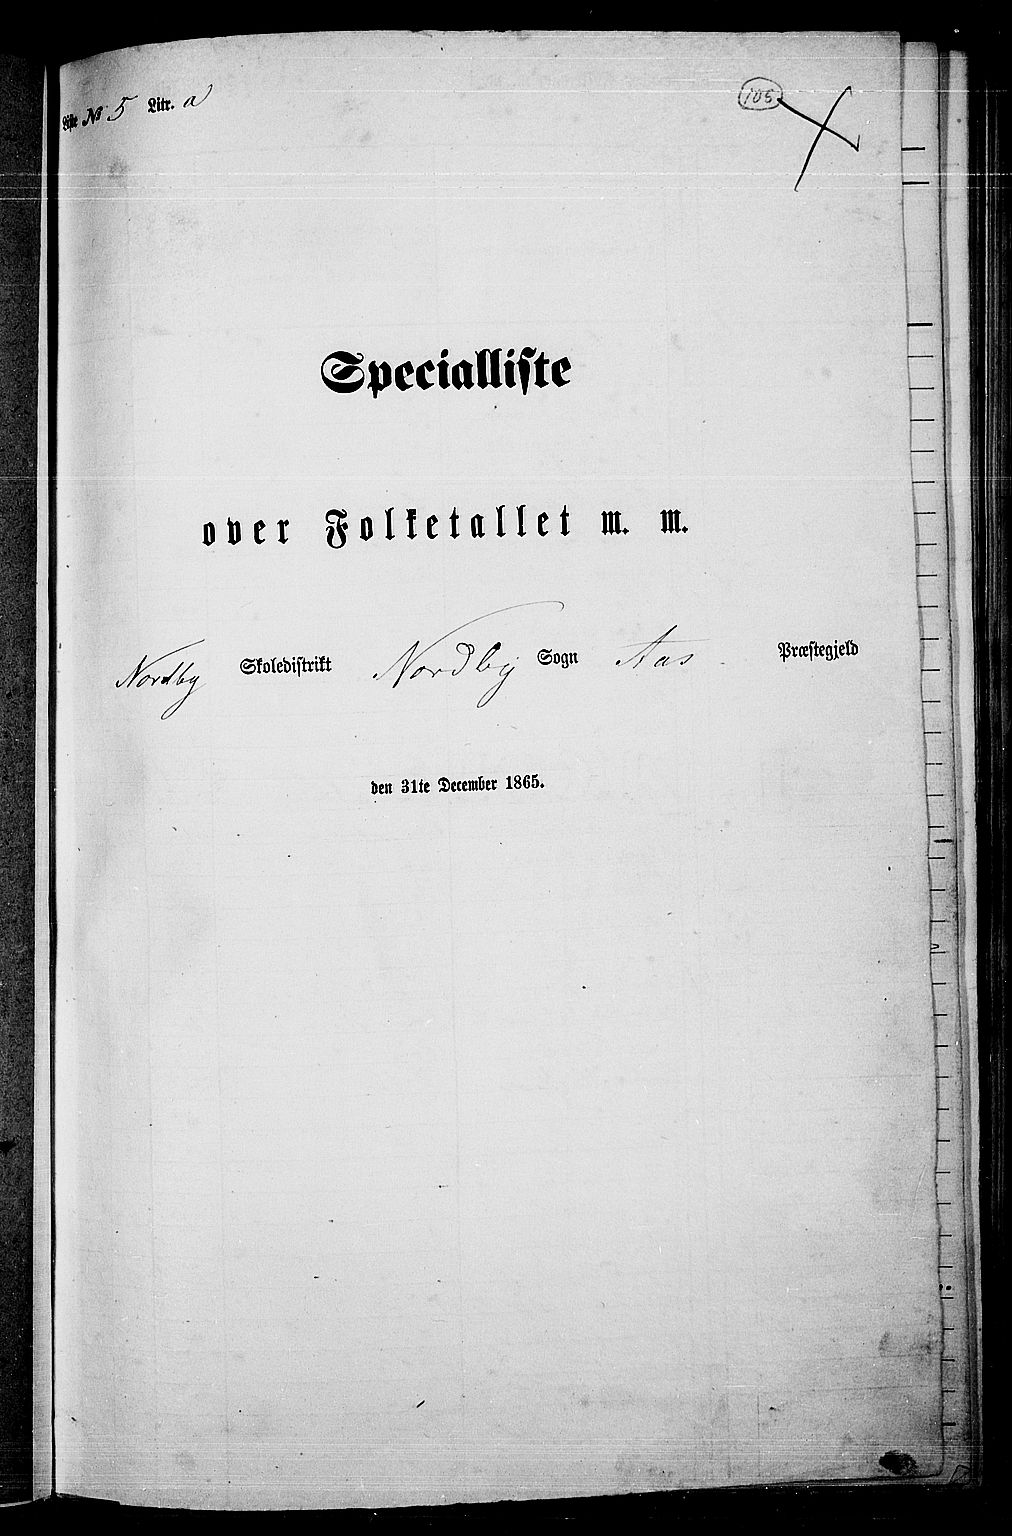 Liste No 5 Litr. a
105
Specialliste
over Folketallet m. m.
Nordby Skoledistrikt Nordby Sogn Aas Præstegjeld
den 31te December 1865.